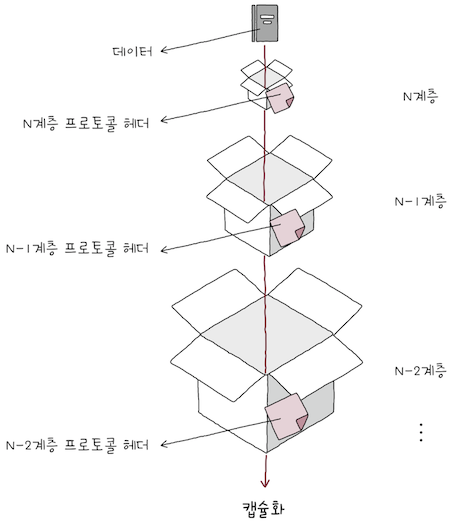 데이터
N계층
N계층 프로토콜 헤더
N-1계층
N-1계층 프로토콜 헤더
N-2계층
N-2계층 프로토콜 헤더
⋮
캡슐화